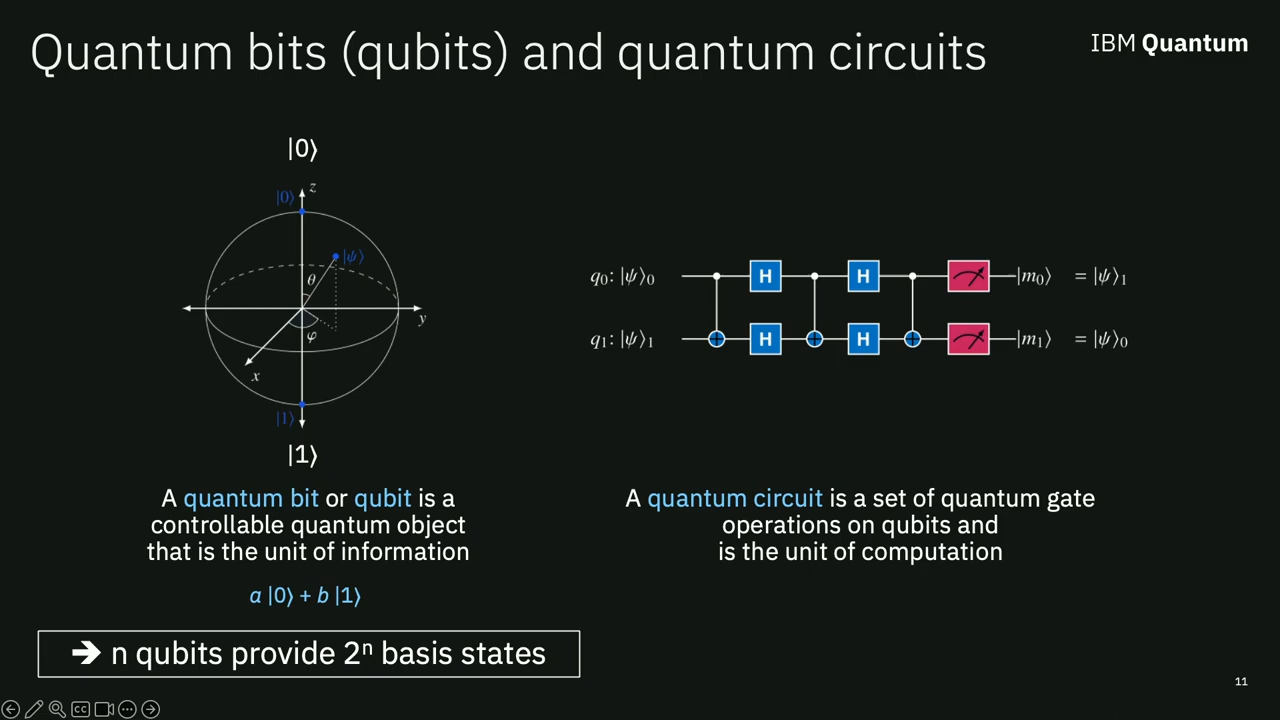 Quantum bits (qubits) and quantum circuits
IBM Quantum
|0⟩
|0⟩
z
|ψ⟩
θ
y
φ
x
|1⟩
|1⟩
A quantum bit or qubit is a
controllable quantum object
that is the unit of information
a |0⟩ + b |1⟩
➔ n qubits provide 2ⁿ basis states
q₀: |ψ⟩₀ H H |m₀⟩ = |ψ⟩₁
q₁: |ψ⟩₁ H H |m₁⟩ = |ψ⟩₀
A quantum circuit is a set of quantum gate
operations on qubits and
is the unit of computation
11
CC